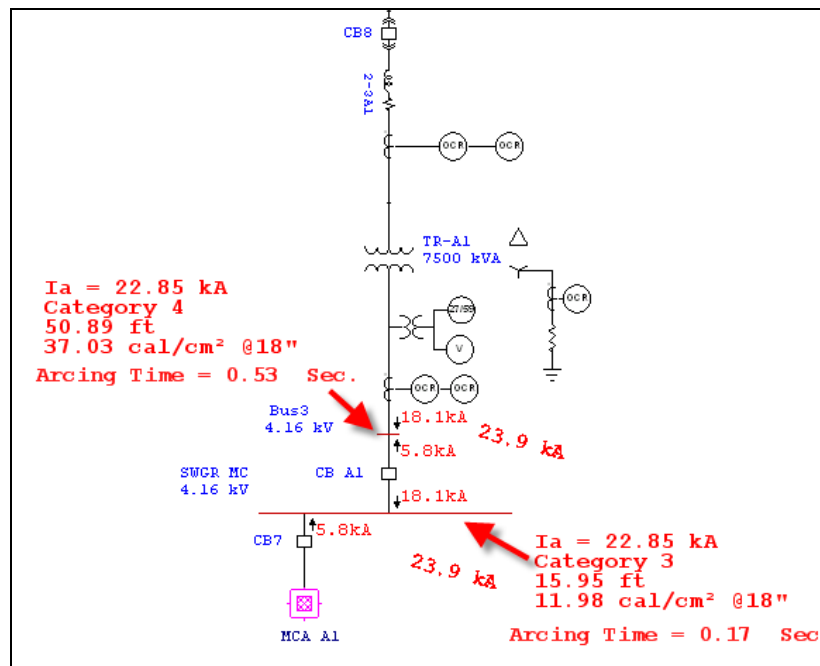 CB8
2-3A1
OCR OCR
TR-A1
7500 kVA
OCR
Ia = 22.85 kA
Category 4
50.89 ft
37.03 cal/cm² @18"
Arcing Time = 0.53 Sec.
27/59
V
OCR OCR
Bus3
4.16 kV
18.1kA
23.9 kA
5.8kA
SWGR MC
4.16 kV
CB A1
18.1kA
5.8kA
CB7
23.9 kA
Ia = 22.85 kA
Category 3
15.95 ft
11.98 cal/cm² @18"
Arcing Time = 0.17 Sec
MCA A1